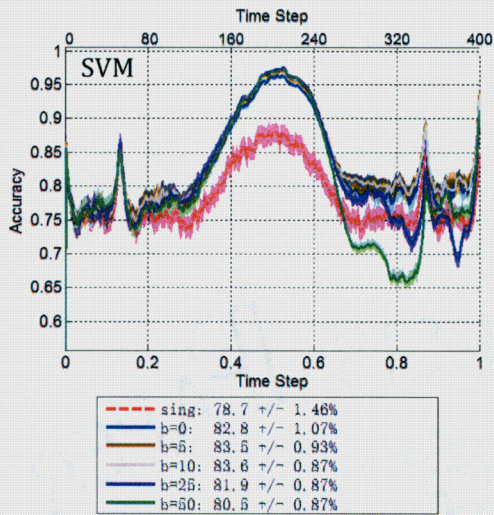 Time Step
0 80 120 160 200 240 280 320 400
1
SVM
0.95
0.9
0.85
0.8
0.75
0.7
0.65
0.6
Accuracy
0 0.2 0.4 0.6 0.8 1
Time Step
sing: 78.7 +/- 1.46%
b=0: 82.8 +/- 1.07%
b=5: 83.5 +/- 0.93%
b=10: 83.6 +/- 0.87%
b=25: 81.9 +/- 0.87%
b=50: 80.5 +/- 0.87%